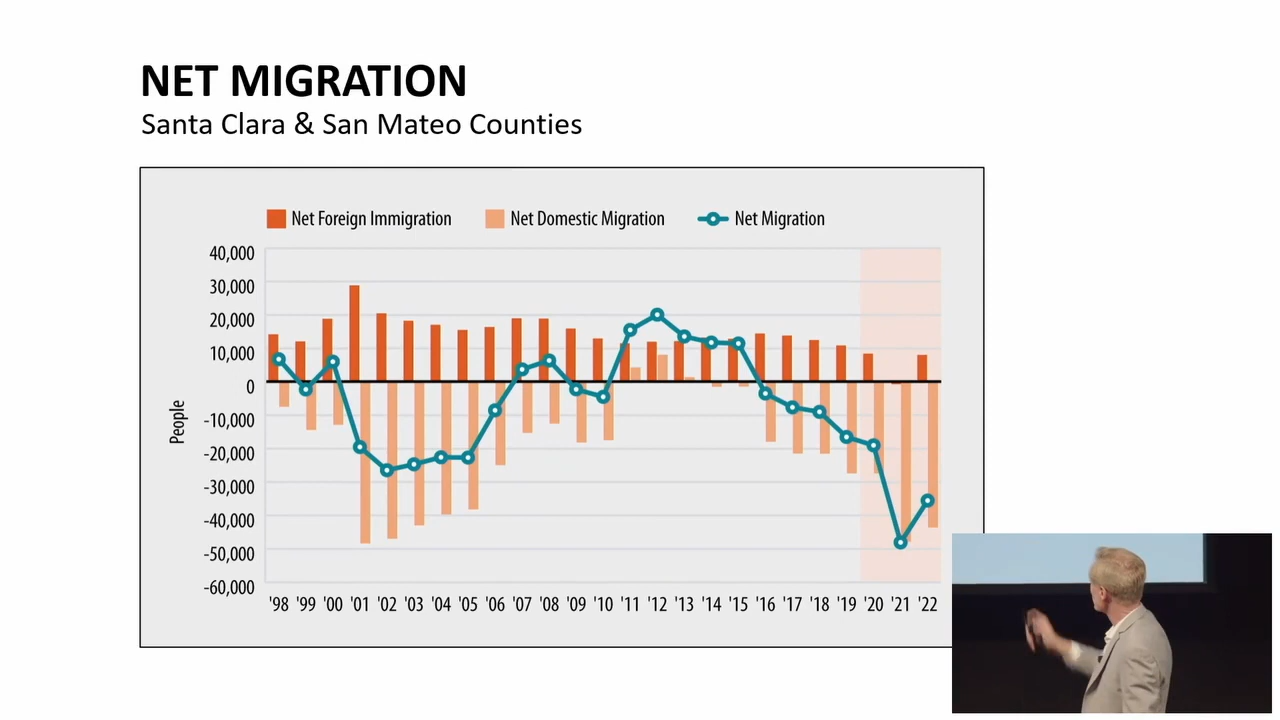 NET MIGRATION
Santa Clara & San Mateo Counties
Net Foreign Immigration Net Domestic Migration Net Migration
40,000
30,000
20,000
10,000
0
-10,000
-20,000
-30,000
-40,000
-50,000
-60,000
People
'98 '99 '00 '01 '02 '03 '04 '05 '06 '07 '08 '09 '10 '11 '12 '13 '14 '15 '16 '17 '18 '19 '20 '21 '22